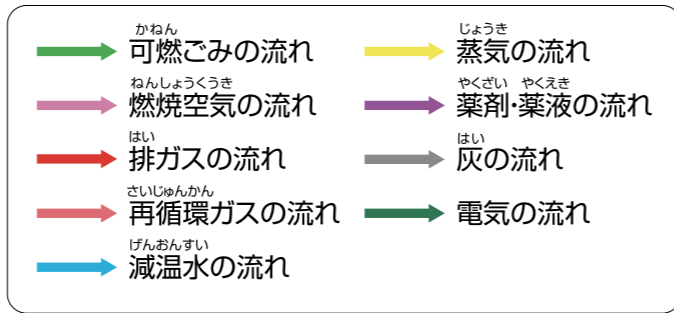 かねん
可燃ごみの流れ
ねんしょうくうき
燃焼空気の流れ
はい
排ガスの流れ
さいじゅんかん
再循環ガスの流れ
げんおんすい
減温水の流れ
じょうき
蒸気の流れ
やくざい やくえき
薬剤・薬液の流れ
はい
灰の流れ
電気の流れ